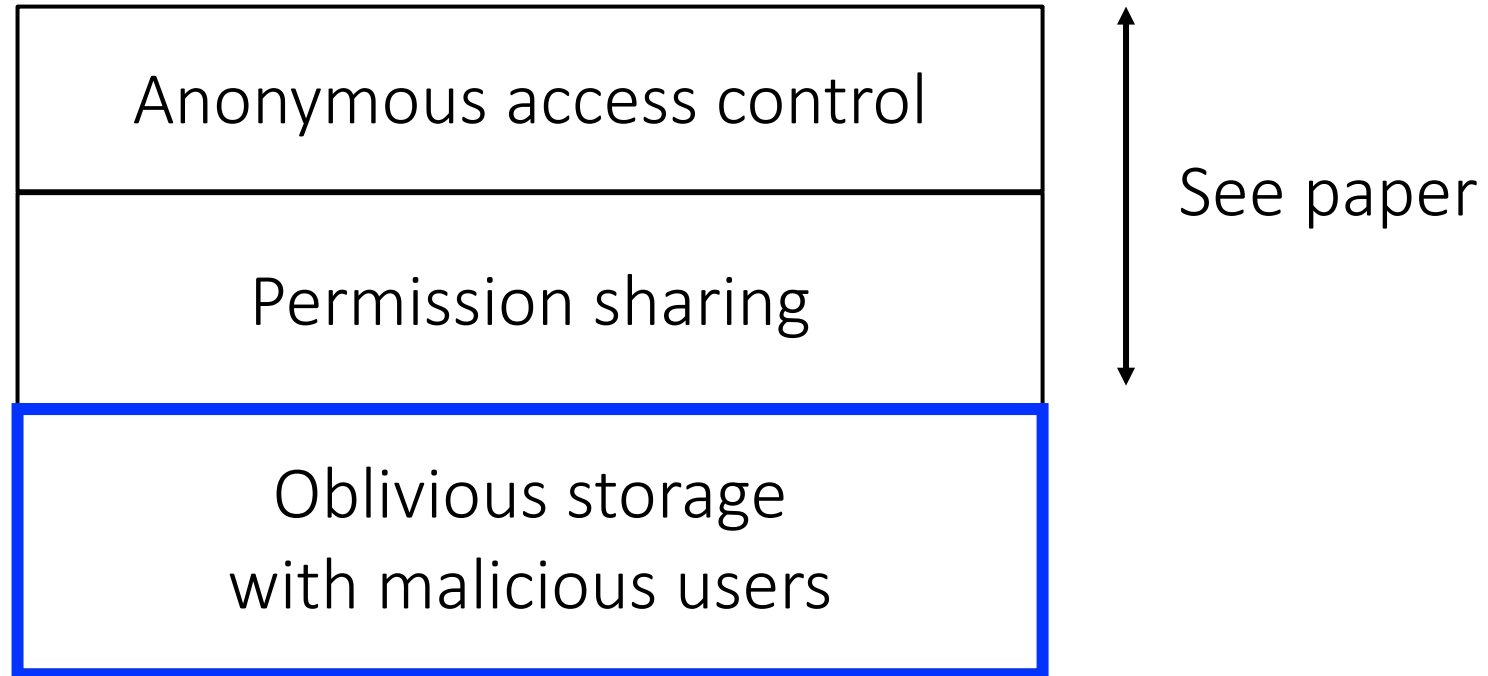 Anonymous access control
See paper
Permission sharing
Oblivious storage
with malicious users